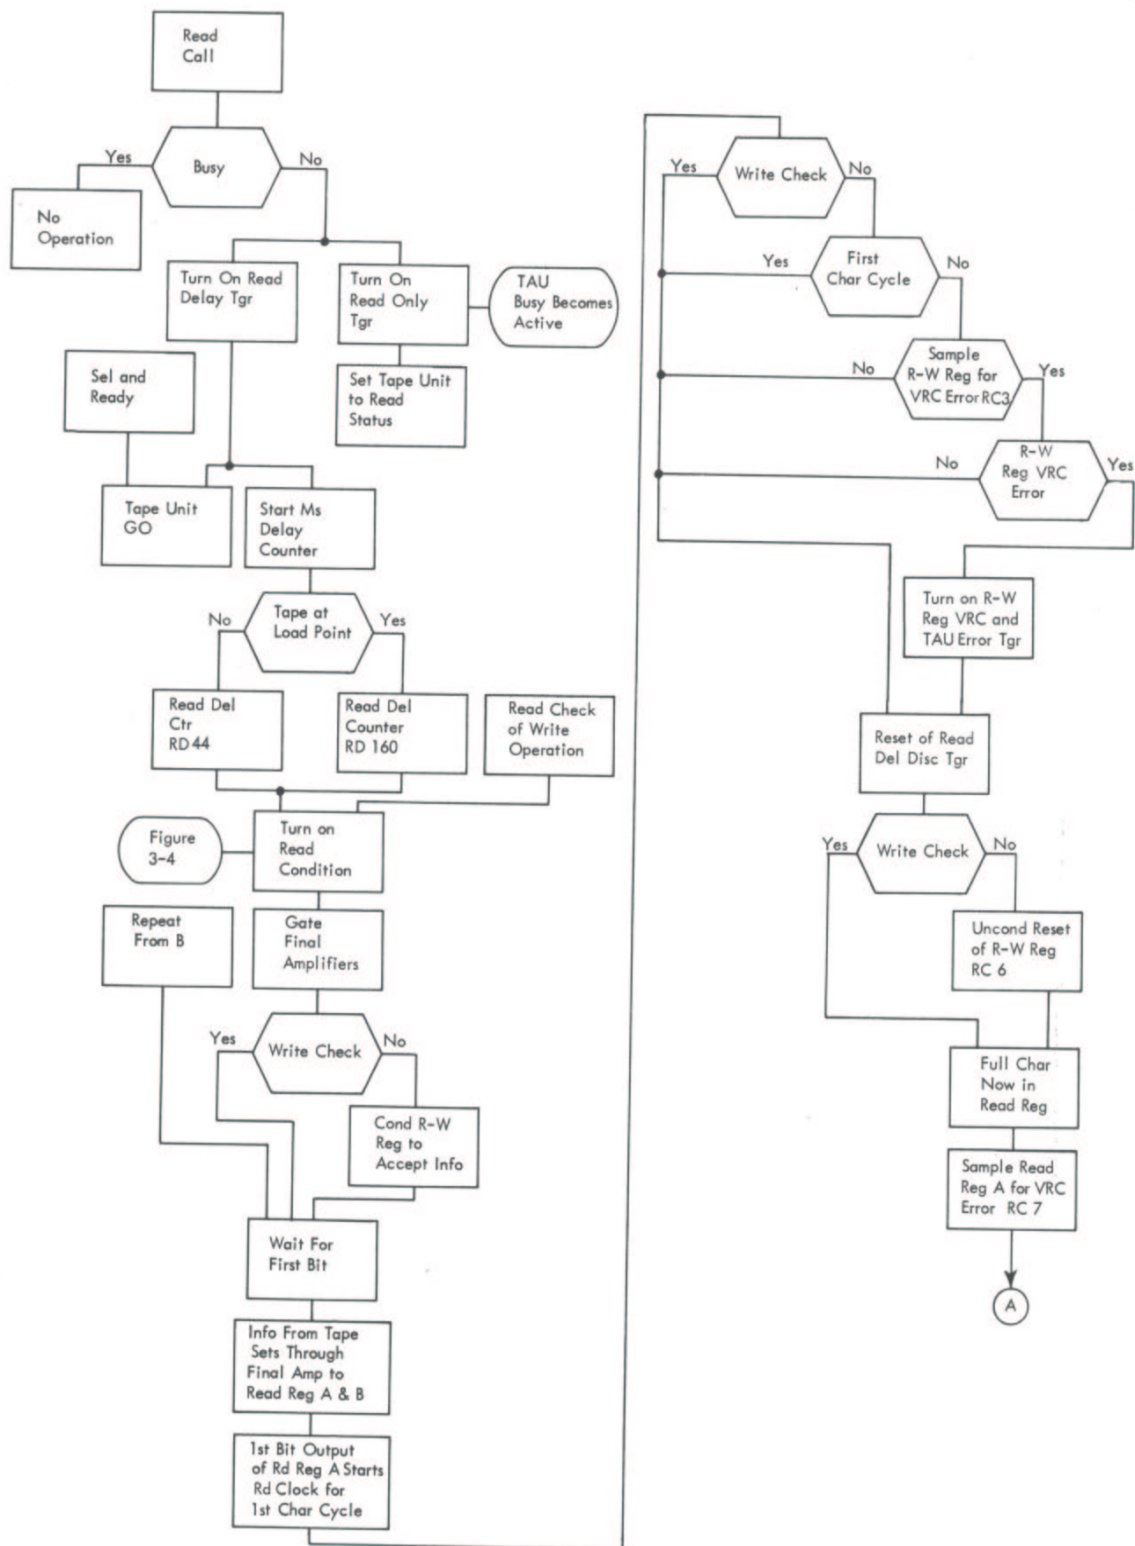 Read
Call
Yes
Busy
No
No
Operation
Turn On Read
Delay Tgr
Turn On
Read Only
Tgr
TAU
Busy Becomes
Active
Sel and
Ready
Set Tape Unit
to Read
Status
Tape Unit
GO
Start Ms
Delay
Counter
No
Tape at
Load Point
Yes
Read Del
Ctr
RD 44
Read Del
Counter
RD 160
Read Check
of Write
Operation
Figure
3-4
Turn on
Read
Condition
Repeat
From B
Gate
Final
Amplifiers
Yes
Write Check
No
Cond R-W
Reg to
Accept Info
Wait For
First Bit
Info From Tape
Sets Through
Final Amp to
Read Reg A & B
1st Bit Output
of Rd Reg A Starts
Rd Clock for
1st Char Cycle
Yes
Write Check
No
Yes
First
Char Cycle
No
No
Sample
R-W Reg for
VRC Error RC3
Yes
No
R-W
Reg VRC
Error
Yes
Turn on R-W
Reg VRC and
TAU Error Tgr
Reset of Read
Del Disc Tgr
Yes
Write Check
No
Uncond Reset
of R-W Reg
RC 6
Full Char
Now in
Read Reg
Sample Read
Reg A for VRC
Error RC 7
A